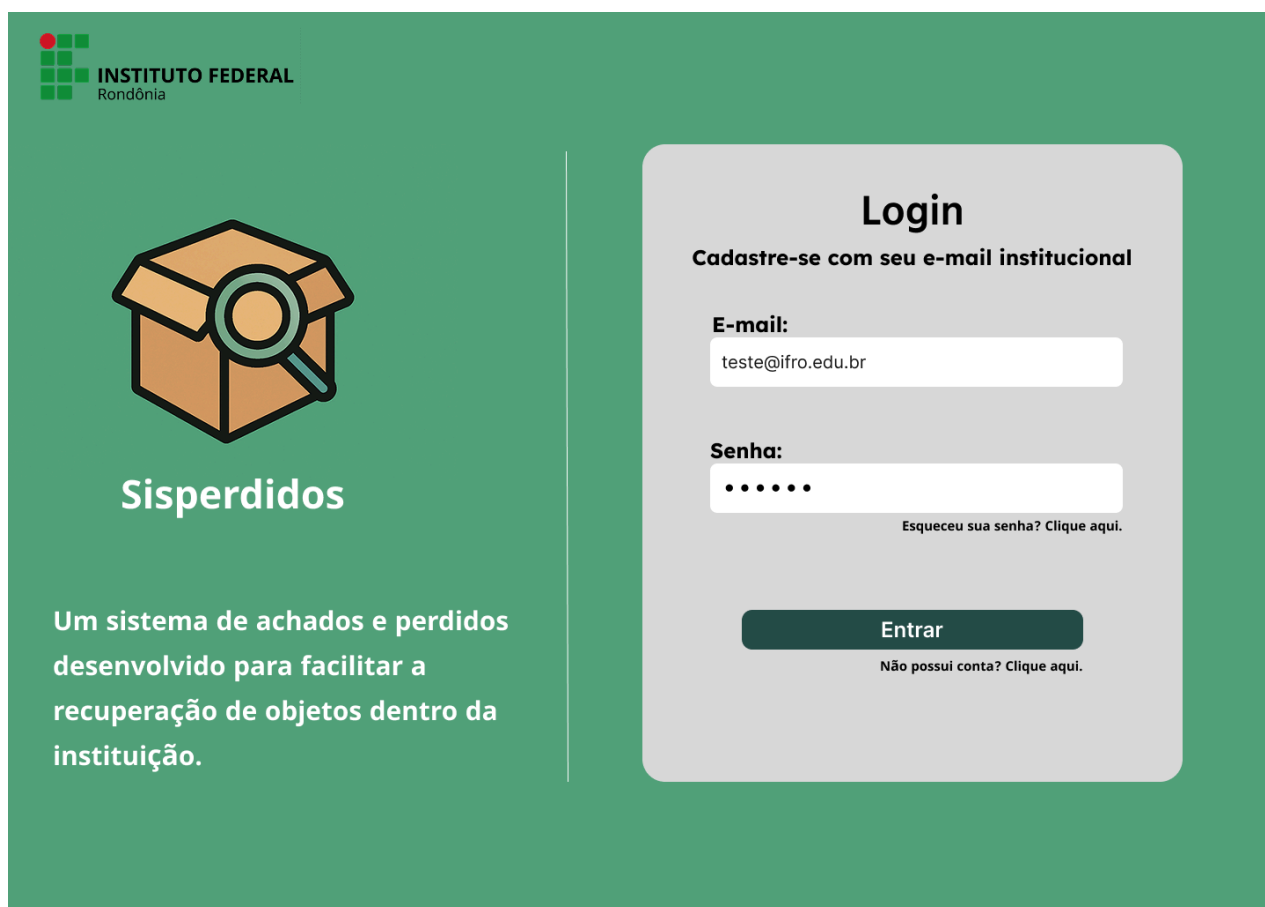 INSTITUTO FEDERAL
Rondônia
Sisperdidos
Um sistema de achados e perdidos
desenvolvido para facilitar a
recuperação de objetos dentro da
instituição.
Login
Cadastre-se com seu e-mail institucional
E-mail:
teste@ifro.edu.br
Senha:
••••••
Esqueceu sua senha? Clique aqui.
Entrar
Não possui conta? Clique aqui.